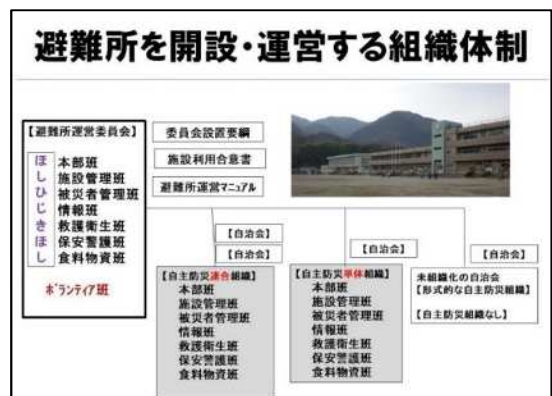 避難所を開設・運営する組織体制
【避難所運営委員会】
ほ 本部班
し 施設管理班
ひ 被災者管理班
じ 情報班
き 救護衛生班
ほ 保安警護班
し 食料物資班
ボランティア班
委員会設置要綱
施設利用合意書
避難所運営マニュアル
【自治会】
【自治会】
【自主防災連合組織】
本部班
施設管理班
被災者管理班
情報班
救護衛生班
保安警護班
食料物資班
【自治会】
【自主防災単体組織】
本部班
施設管理班
被災者管理班
情報班
救護衛生班
保安警護班
食料物資班
【自治会】
未組織化の自治会
【形式的な自主防災組織】
【自主防災組織なし】